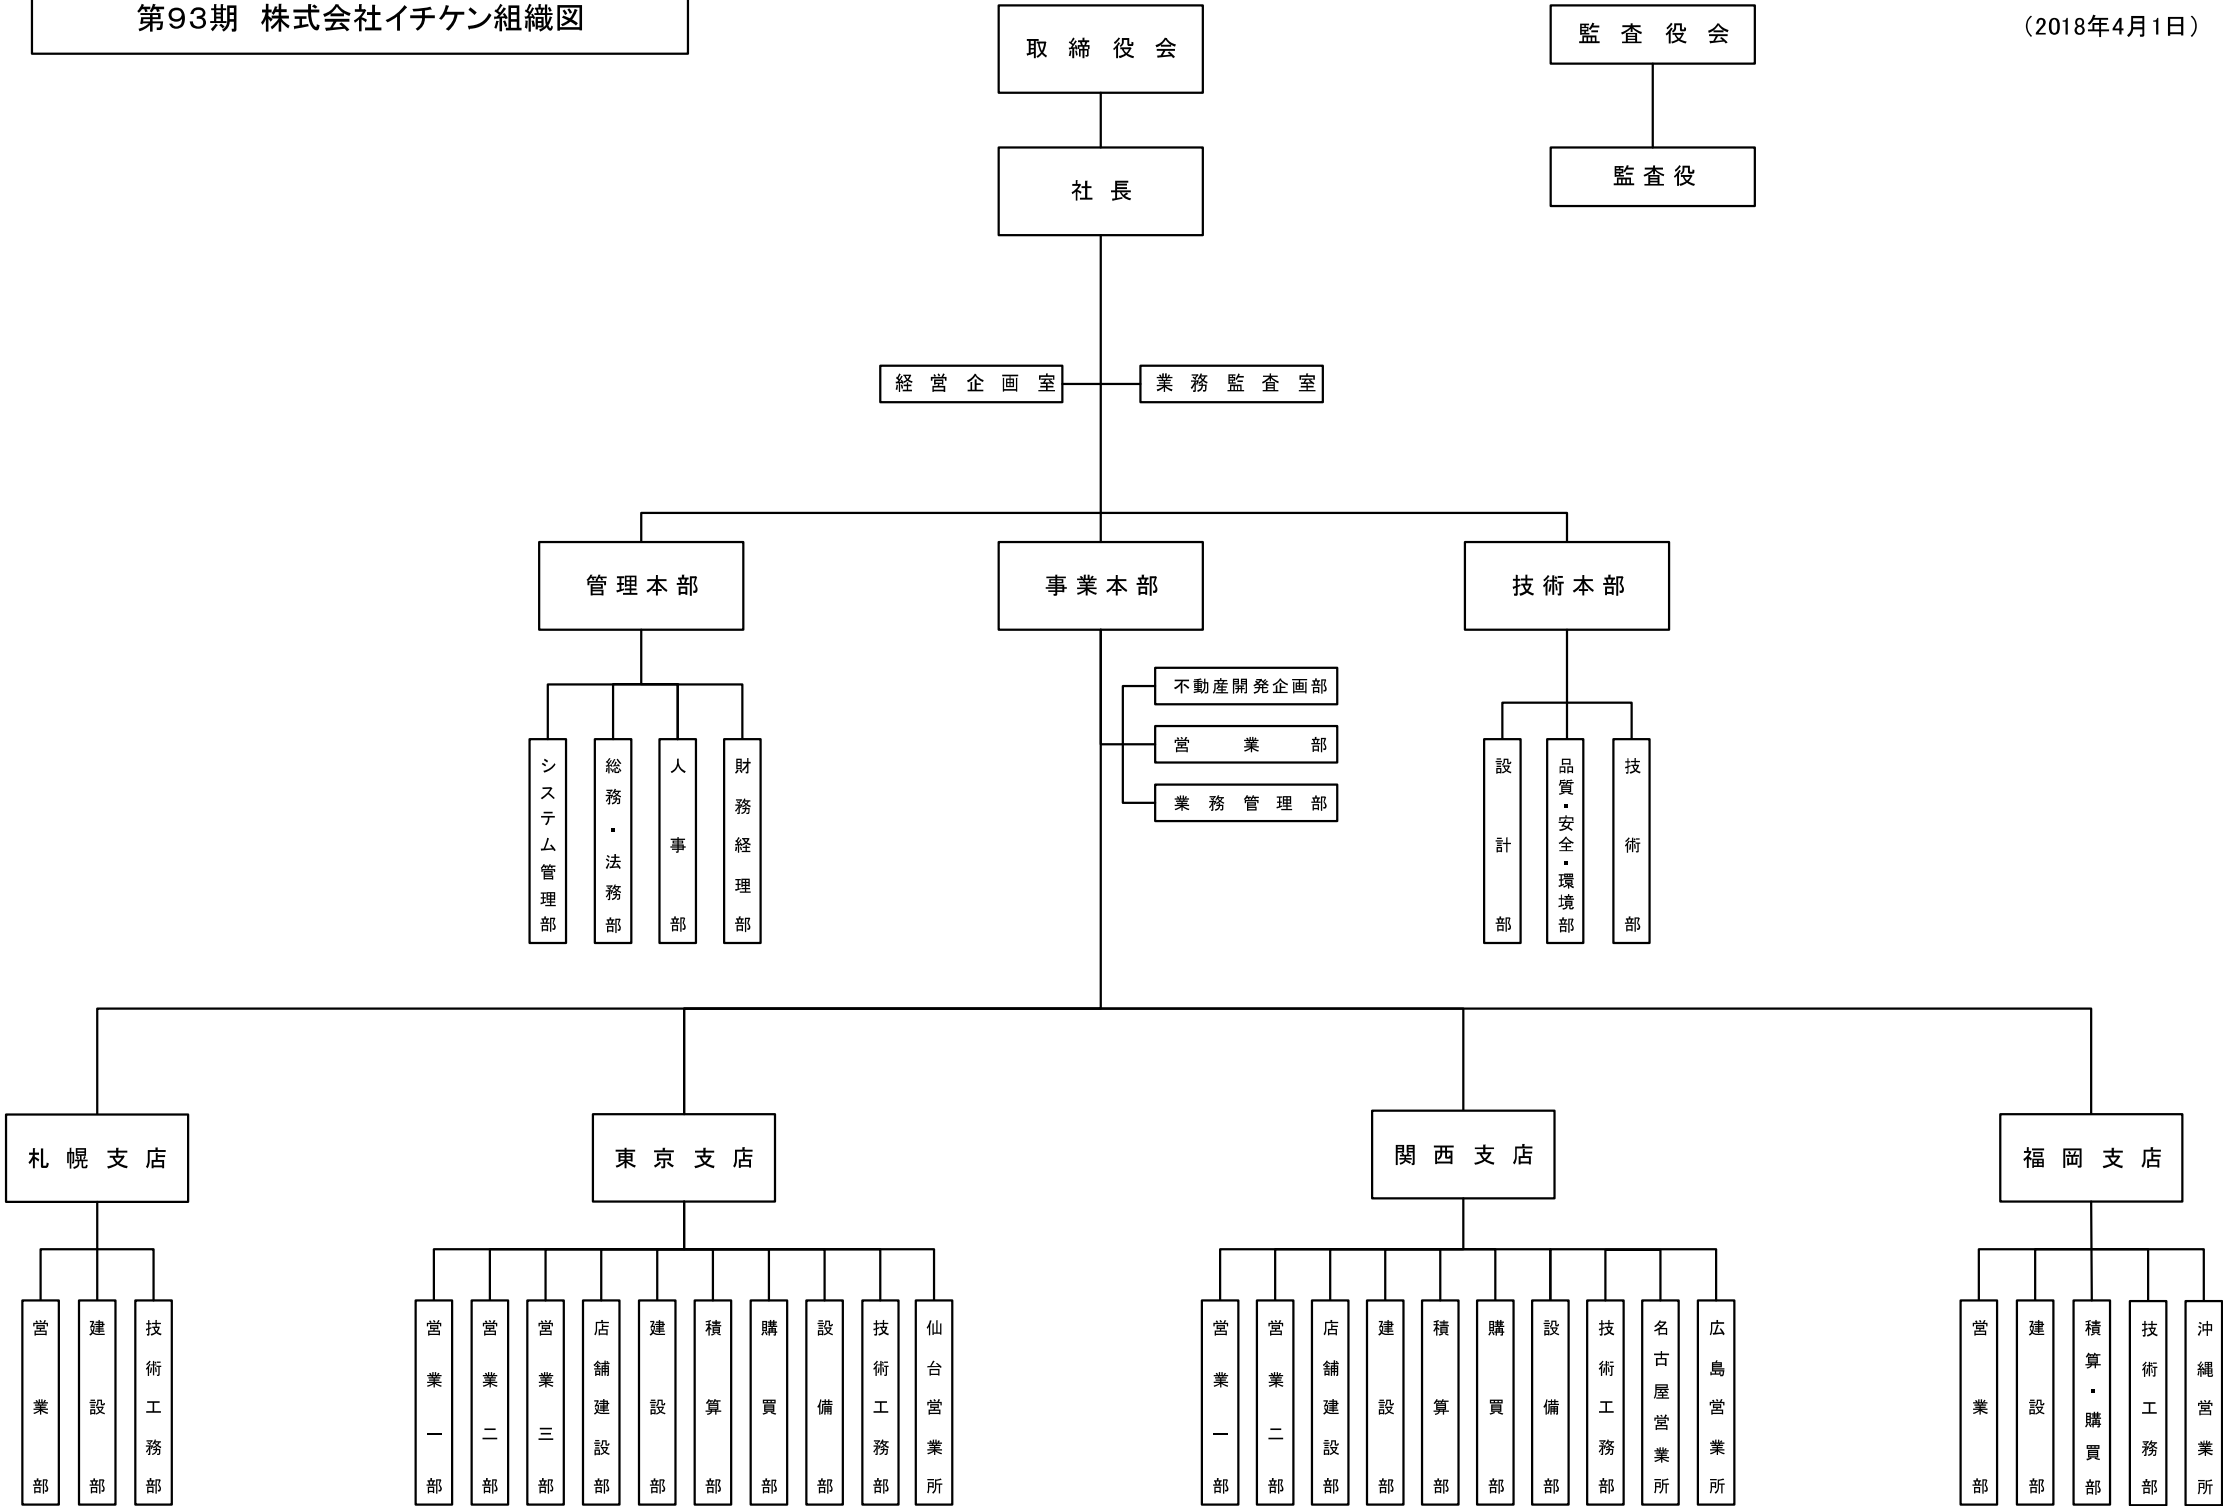 第93期　株式会社イチケン組織図
（2018年4月1日）
取締役会
監査役会
社長
監査役
経営企画室
業務監査室
管理本部
事業本部
技術本部
不動産開発企画部
営業部
業務管理部
システム管理部
総務・法務部
人事部
財務経理部
設計部
品質・安全・環境部
技術部
札幌支店
東京支店
関西支店
福岡支店
営業部
建設部
技術工務部
営業一部
営業二部
営業三部
店舗建設部
建設部
積算部
購買部
設備部
技術工務部
仙台営業所
営業一部
営業二部
店舗建設部
建設部
積算部
購買部
設備部
技術工務部
名古屋営業所
広島営業所
営業部
建設部
積算・購買部
技術工務部
沖縄営業所